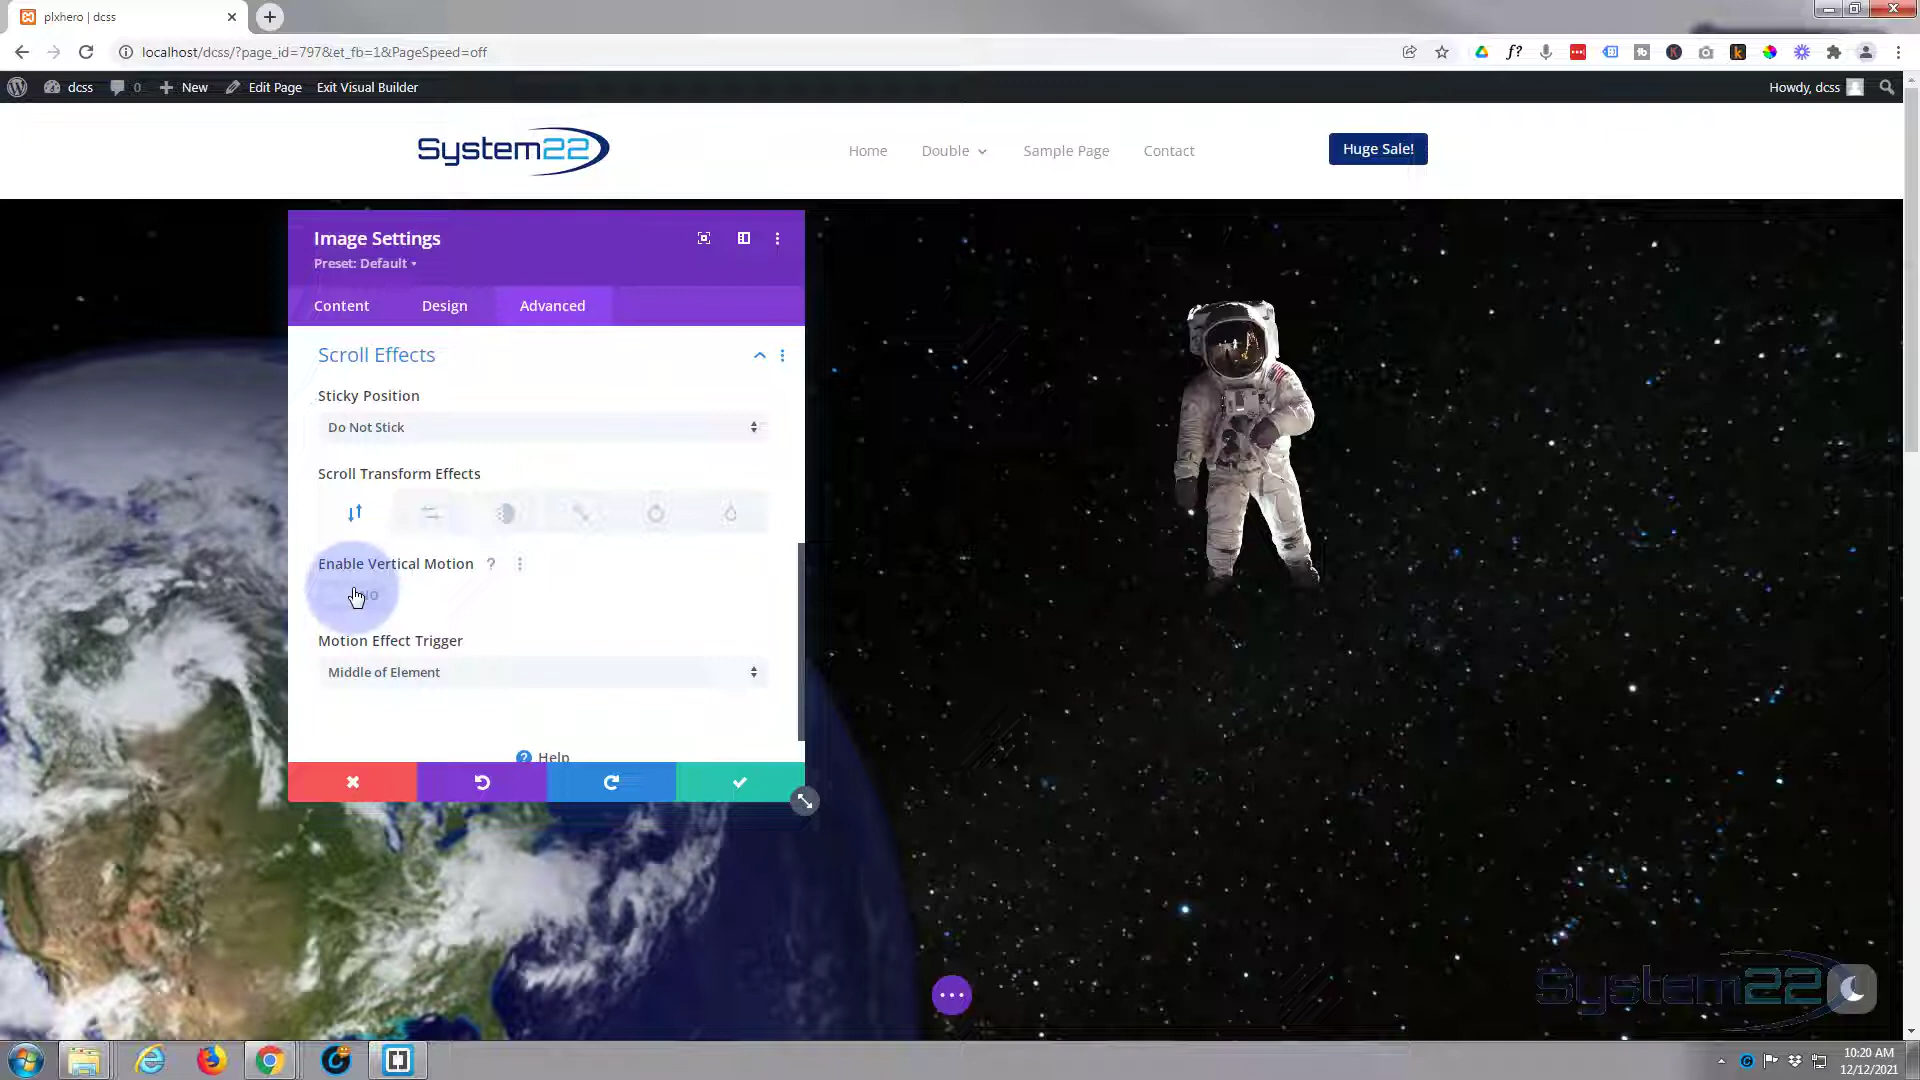 plxhero | dcss
localhost/dcss/?page_id=797&et_fb=1&PageSpeed=off
dcss
0
New
Edit Page
Exit Visual Builder
Howdy, dcss
System22
Home
Double
Sample Page
Contact
Huge Sale!
Image Settings
Preset: Default
Content
Design
Advanced
Scroll Effects
Sticky Position
Do Not Stick
Scroll Transform Effects
Enable Vertical Motion
NO
Motion Effect Trigger
Middle of Element
Help
System22
10:20 AM
12/12/2021